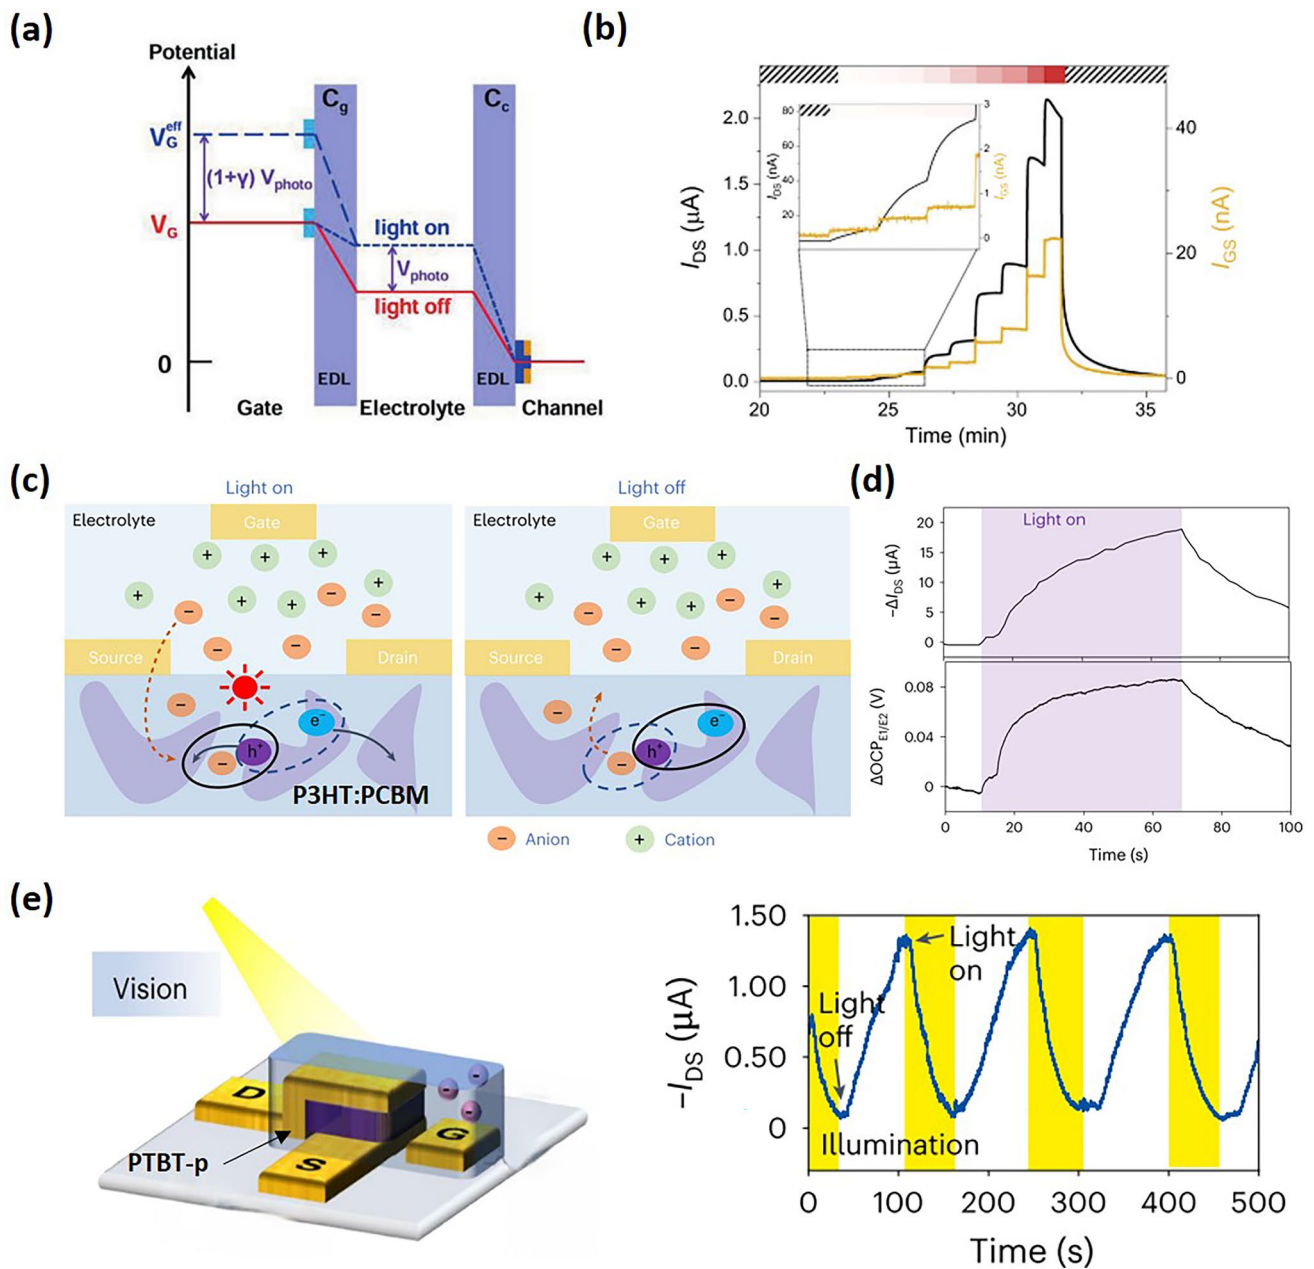 (a)
Potential
V_G^eff
(1+γ) V_photo
V_G
0
C_g
C_c
light on
V_photo
light off
EDL
EDL
Gate
Electrolyte
Channel
(b)
I_DS (μA)
2.0
1.5
1.0
0.5
0.0
I_DS (nA)
80
60
40
20
3
2
1
0
I_GS (nA)
40
20
0
I_GS (nA)
20
25
30
35
Time (min)
(c)
Light on
Electrolyte
Gate
+ + +
+ + + − +
− −
− −
Source
Drain
−
e⁻
h⁺
−
P3HT:PCBM
Light off
Electrolyte
Gate
+ + +
+ + + − +
− −
− −
Source
Drain
−
e⁻
h⁺
−
− Anion
+ Cation
(d)
Light on
−ΔI_DS (μA)
20
15
10
5
0
ΔOCP_E1/E2 (V)
0.08
0.04
0
0 20 40 60 80 100
Time (s)
(e)
Vision
D
G
S
PTBT-p
−I_DS (μA)
1.50
1.00
0.50
0
Light
on
Light
off
Illumination
0 100 200 300 400 500
Time (s)